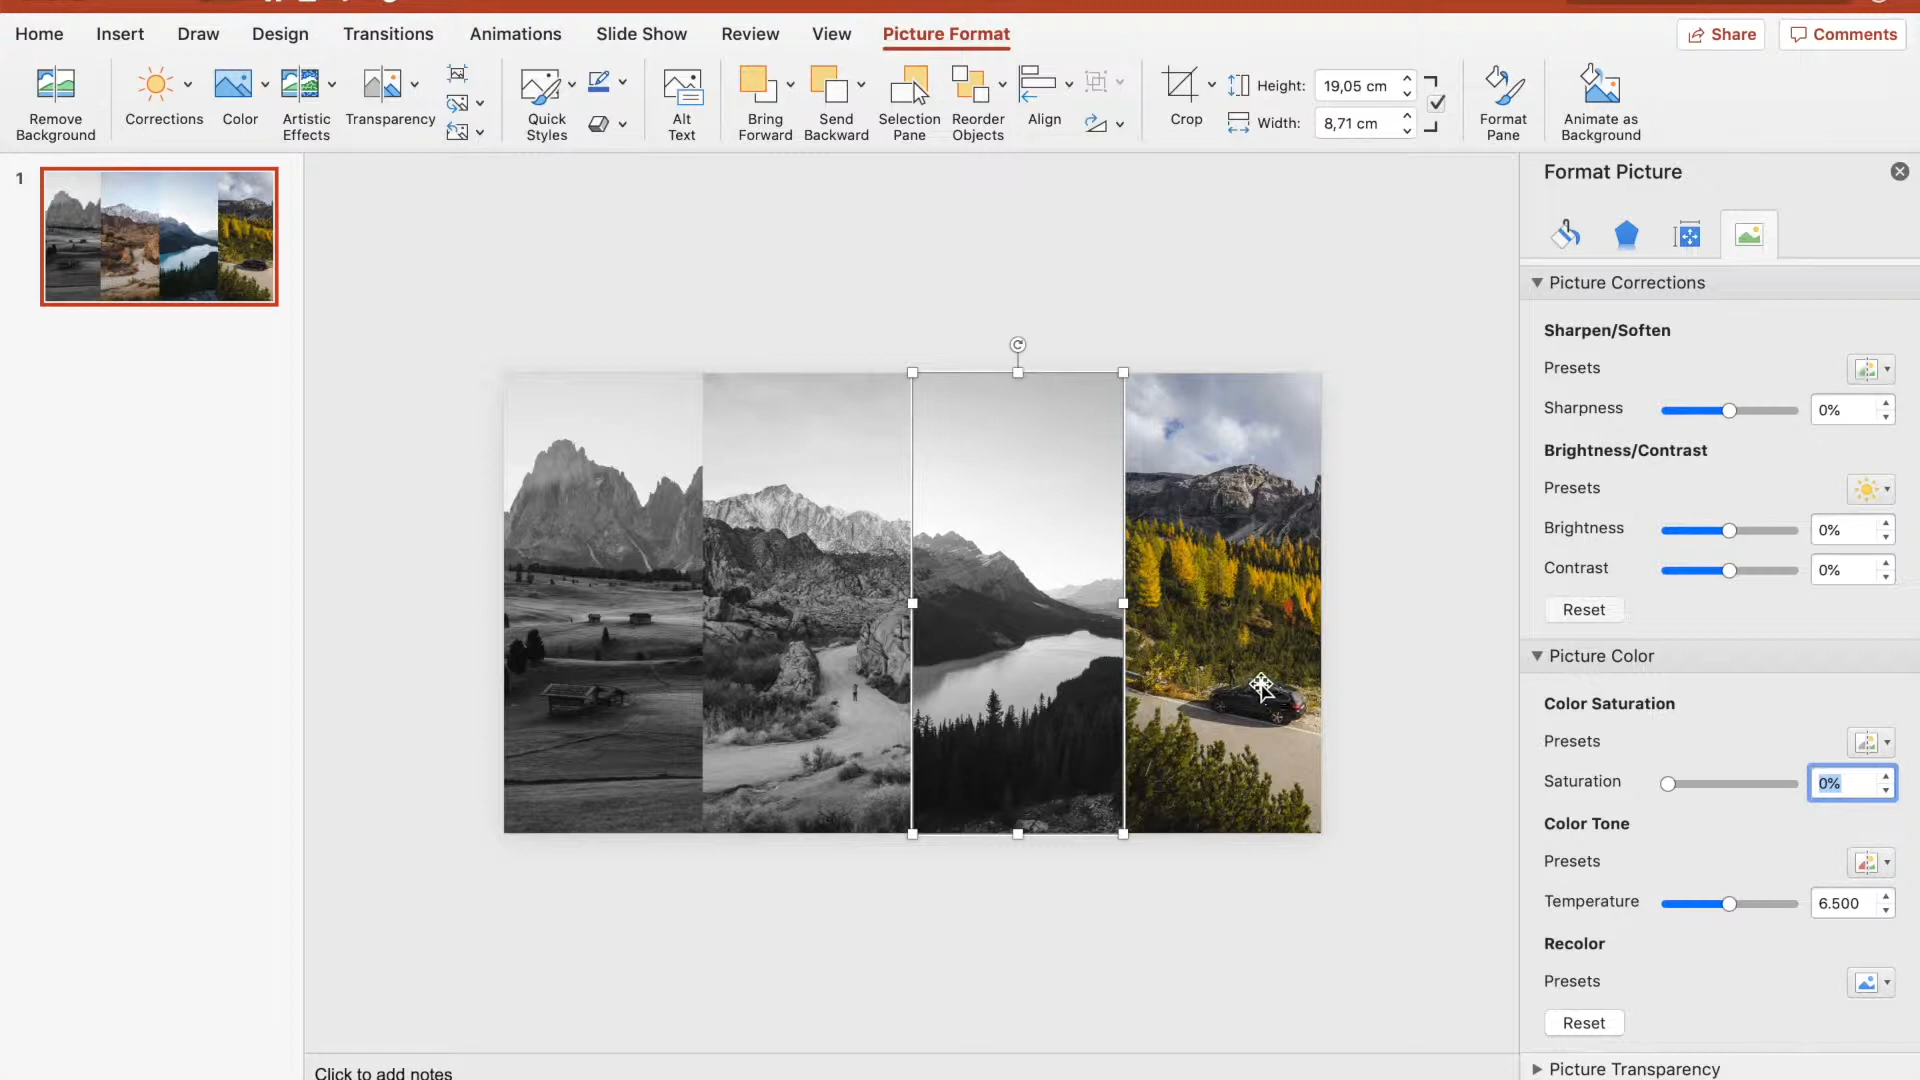 Home Insert Draw Design Transitions Animations Slide Show Review View Picture Format Share Comments
Remove Background
Corrections
Color
Artistic Effects
Transparency
Quick Styles
Alt Text
Bring Forward
Send Backward
Selection Pane
Reorder Objects
Align
Crop
Height: 19,05 cm
Width: 8,71 cm
Format Pane
Animate as Background
1
Format Picture
Picture Corrections
Sharpen/Soften
Presets
Sharpness 0%
Brightness/Contrast
Presets
Brightness 0%
Contrast 0%
Reset
Picture Color
Color Saturation
Presets
Saturation 0%
Color Tone
Presets
Temperature 6.500
Recolor
Presets
Reset
Picture Transparency
Click to add notes